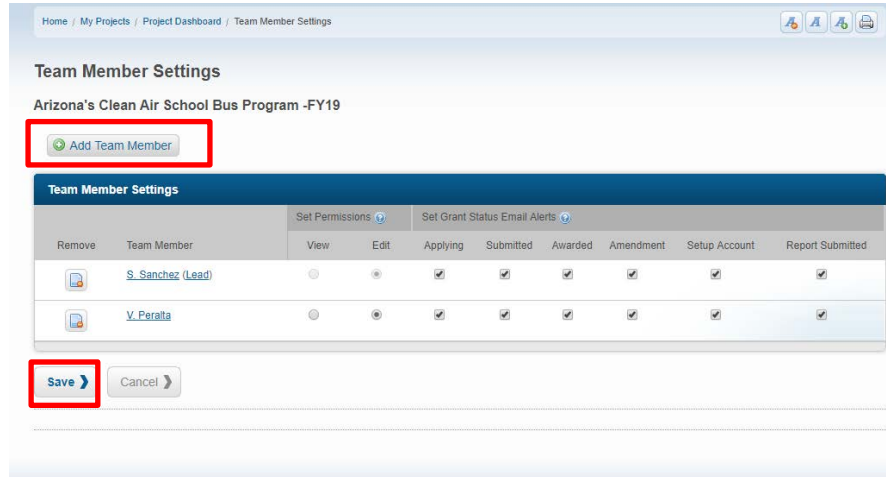 Home / My Projects / Project Dashboard / Team Member Settings
A A A
Team Member Settings
Arizona's Clean Air School Bus Program -FY19
Add Team Member
Team Member Settings
Set Permissions ? Set Grant Status Email Alerts ?
Remove Team Member View Edit Applying Submitted Awarded Amendment Setup Account Report Submitted
S. Sanchez (Lead)
V. Peralta
Save ❯ Cancel ❯